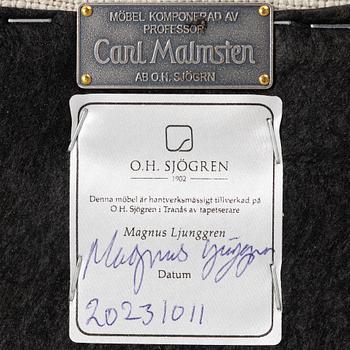 MÖBEL KOMPONERAD AV
PROFESSOR
Carl Malmsten
AB O.H. SJÖGRN
O.H. SJÖGREN
1902
Denna möbel är hantverksmässigt tillverkad på
O.H. Sjögren i Tranås av tapetserare
Magnus Ljunggren
Magnus Ljunggren
Datum
20231011